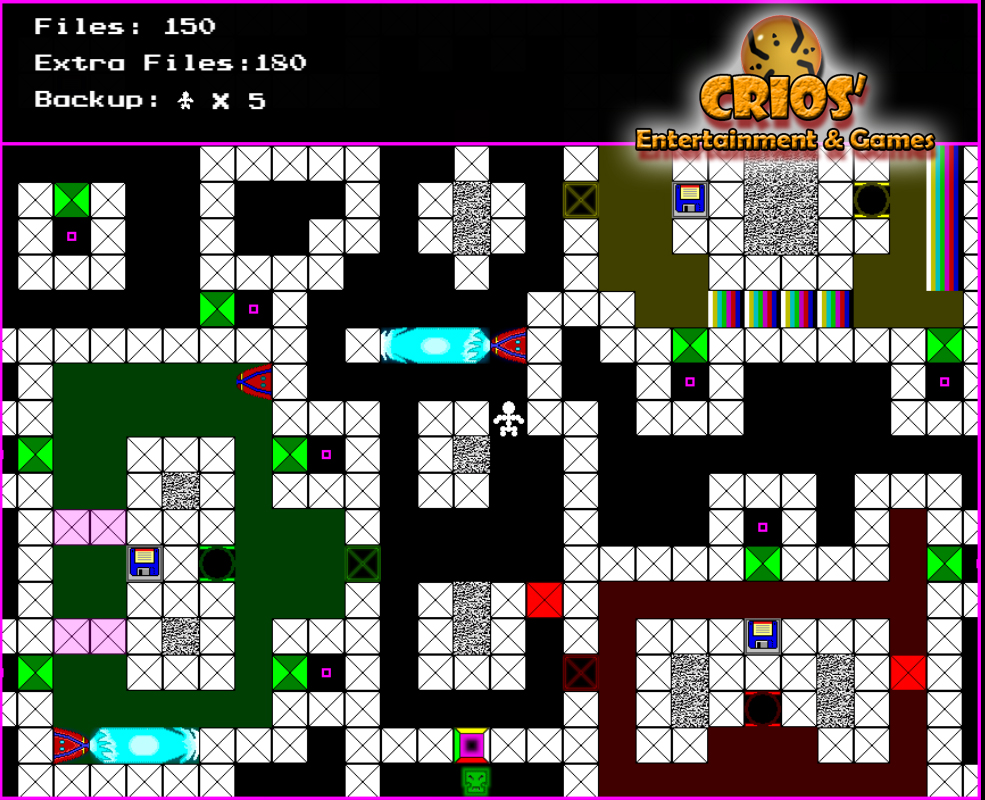 Files: 150
Extra Files:180
Backup: X 5
CRIOS'
Entertainment & Games